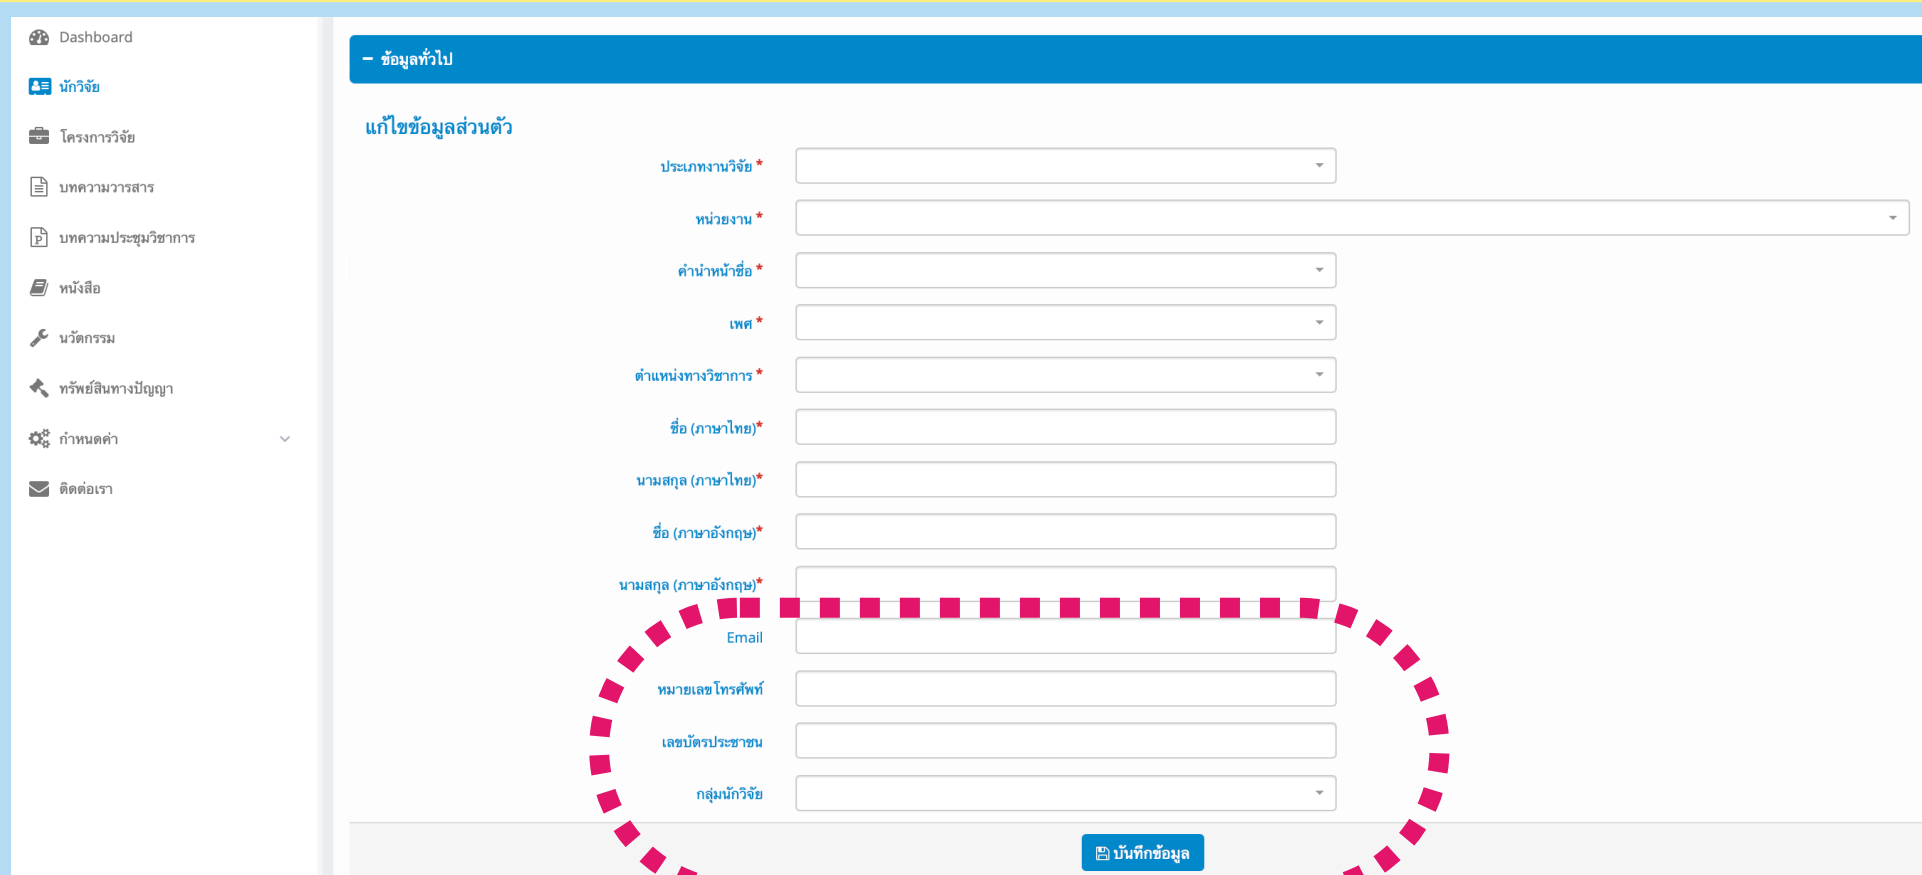 Dashboard
นักวิจัย
โครงการวิจัย
บทความวารสาร
บทความประชุมวิชาการ
หนังสือ
นวัตกรรม
ทรัพย์สินทางปัญญา
กำหนดค่า
ติดต่อเรา
− ข้อมูลทั่วไป
แก้ไขข้อมูลส่วนตัว
ประเภทงานวิจัย *
หน่วยงาน *
คำนำหน้าชื่อ *
เพศ *
ตำแหน่งทางวิชาการ *
ชื่อ (ภาษาไทย)*
นามสกุล (ภาษาไทย)*
ชื่อ (ภาษาอังกฤษ)*
นามสกุล (ภาษาอังกฤษ)*
Email
หมายเลขโทรศัพท์
เลขบัตรประชาชน
กลุ่มนักวิจัย
บันทึกข้อมูล